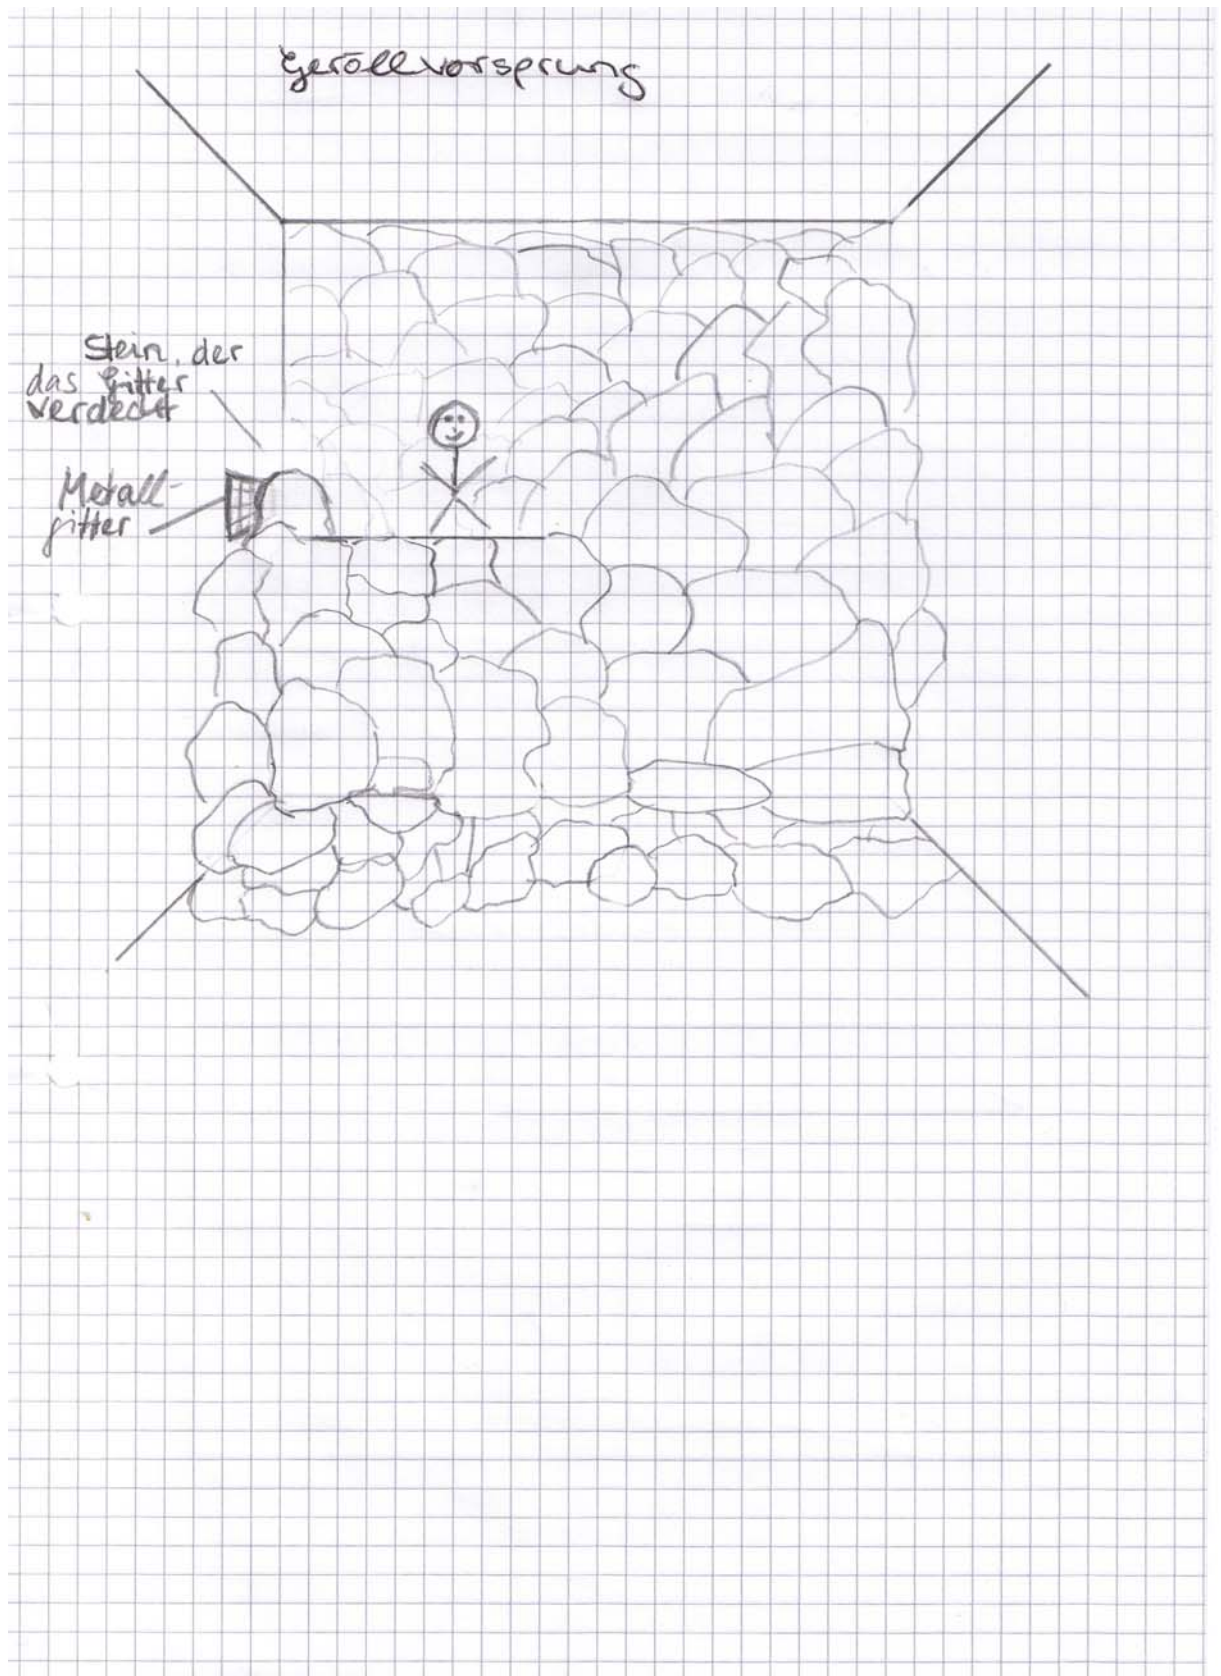 Geröllvorsprung
Stein, der
das Gitter
verdeckt
Metall-
gitter